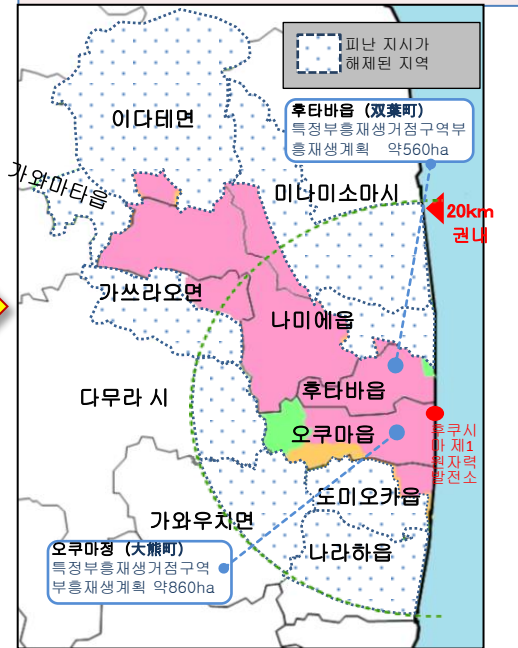 피난 지시가
해제된 지역
후타바읍 (双葉町)
특정부흥재생거점구역부
흥재생계획 약560ha
이다테면
가와마타읍
미나미소마시
20km
권내
가쓰라오면
나미에읍
다무라 시
후타바읍
오쿠마읍
후쿠시
마 제1
원자력
발전소
도미오카읍
가와우치면
나라하읍
오쿠마정 (大熊町)
특정부흥재생거점구역
부흥재생계획 약860ha